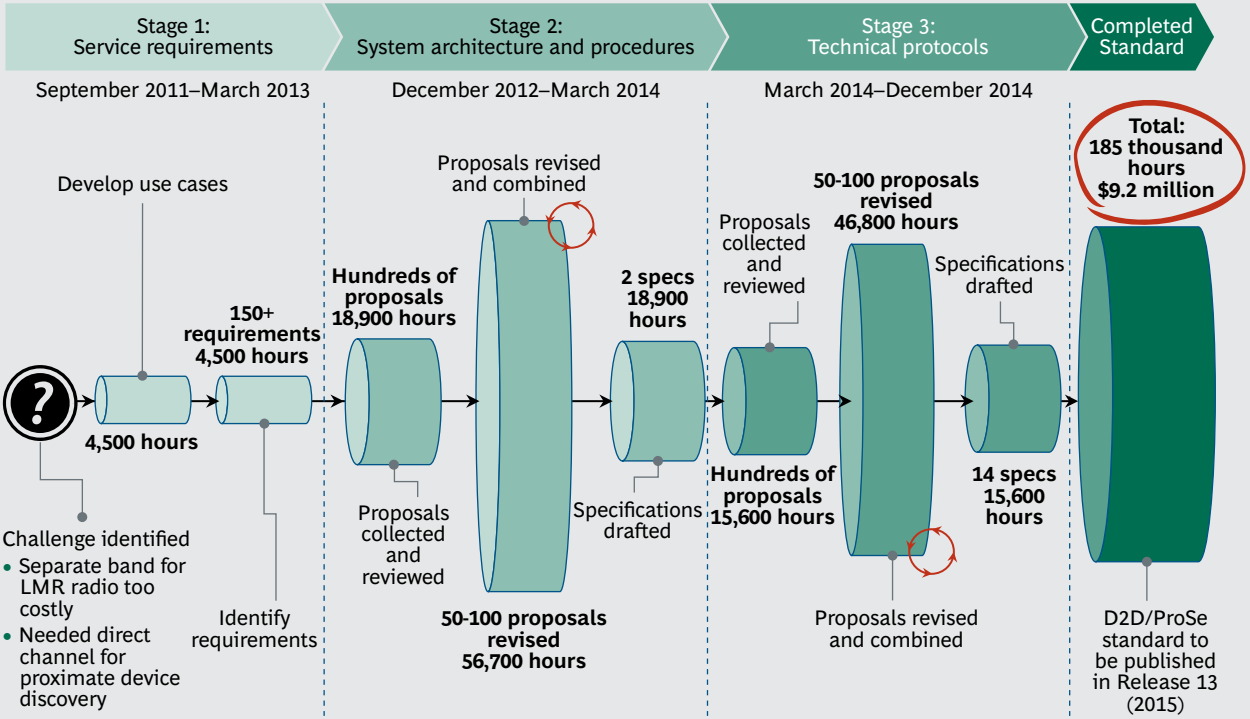 Stage 1:
Service requirements
Stage 2:
System architecture and procedures
Stage 3:
Technical protocols
Completed
Standard
September 2011–March 2013
December 2012–March 2014
March 2014–December 2014
Total:
185 thousand
hours
$9.2 million
?
Challenge identified
• Separate band for
LMR radio too
costly
• Needed direct
channel for
proximate device
discovery
Develop use cases
4,500 hours
150+
requirements
4,500 hours
Identify
requirements
Hundreds of
proposals
18,900 hours
Proposals
collected
and
reviewed
Proposals revised
and combined
50-100 proposals
revised
56,700 hours
2 specs
18,900
hours
Specifications
drafted
Proposals
collected
and
reviewed
Hundreds of
proposals
15,600 hours
50-100 proposals
revised
46,800 hours
Proposals revised
and combined
Specifications
drafted
14 specs
15,600
hours
D2D/ProSe
standard to
be published
in Release 13
(2015)